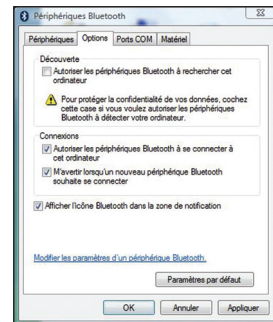 Périphériques Bluetooth
Périphériques Options Ports COM Matériel
Découverte
Autoriser les périphériques Bluetooth à rechercher cet
ordinateur
Pour protéger la confidentialité de vos données, cochez
cette case si vous voulez autoriser les périphériques
Bluetooth à détecter votre ordinateur.
Connexions
Autoriser les périphériques Bluetooth à se connecter à
cet ordinateur
M'avertir lorsqu'un nouveau périphérique Bluetooth
souhaite se connecter
Afficher l'icône Bluetooth dans la zone de notification
Modifier les paramètres d'un périphérique Bluetooth.
Paramètres par défaut
OK Annuler Appliquer